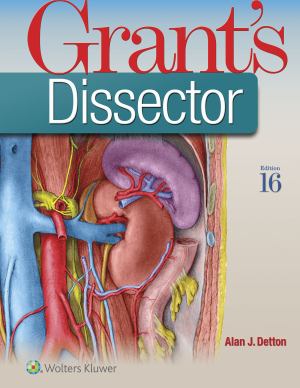 Grant's
Dissector
Edition
16
Alan J. Detton
Wolters Kluwer